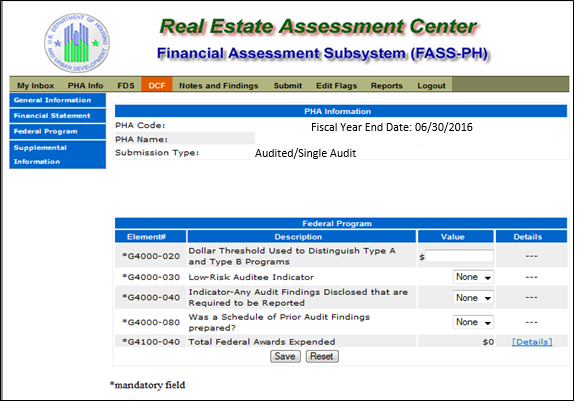 U.S. DEPARTMENT OF HOUSING AND URBAN DEVELOPMENT
Real Estate Assessment Center
Financial Assessment Subsystem (FASS-PH)
My Inbox PHA Info FDS DCF Notes and Findings Submit Edit Flags Reports Logout
General Information
Financial Statement
Federal Program
Supplemental
Information
PHA Information
PHA Code: Fiscal Year End Date: 06/30/2016
PHA Name:
Submission Type: Audited/Single Audit
Federal Program
Element# Description Value Details
*G4000-020 Dollar Threshold Used to Distinguish Type A
and Type B Programs $ ---
*G4000-030 Low-Risk Auditee Indicator None ---
*G4000-040 Indicator-Any Audit Findings Disclosed that are
Required to be Reported None ---
*G4000-080 Was a Schedule of Prior Audit Findings
prepared? None ---
*G4100-040 Total Federal Awards Expended $0 [Details]
Save Reset
*mandatory field